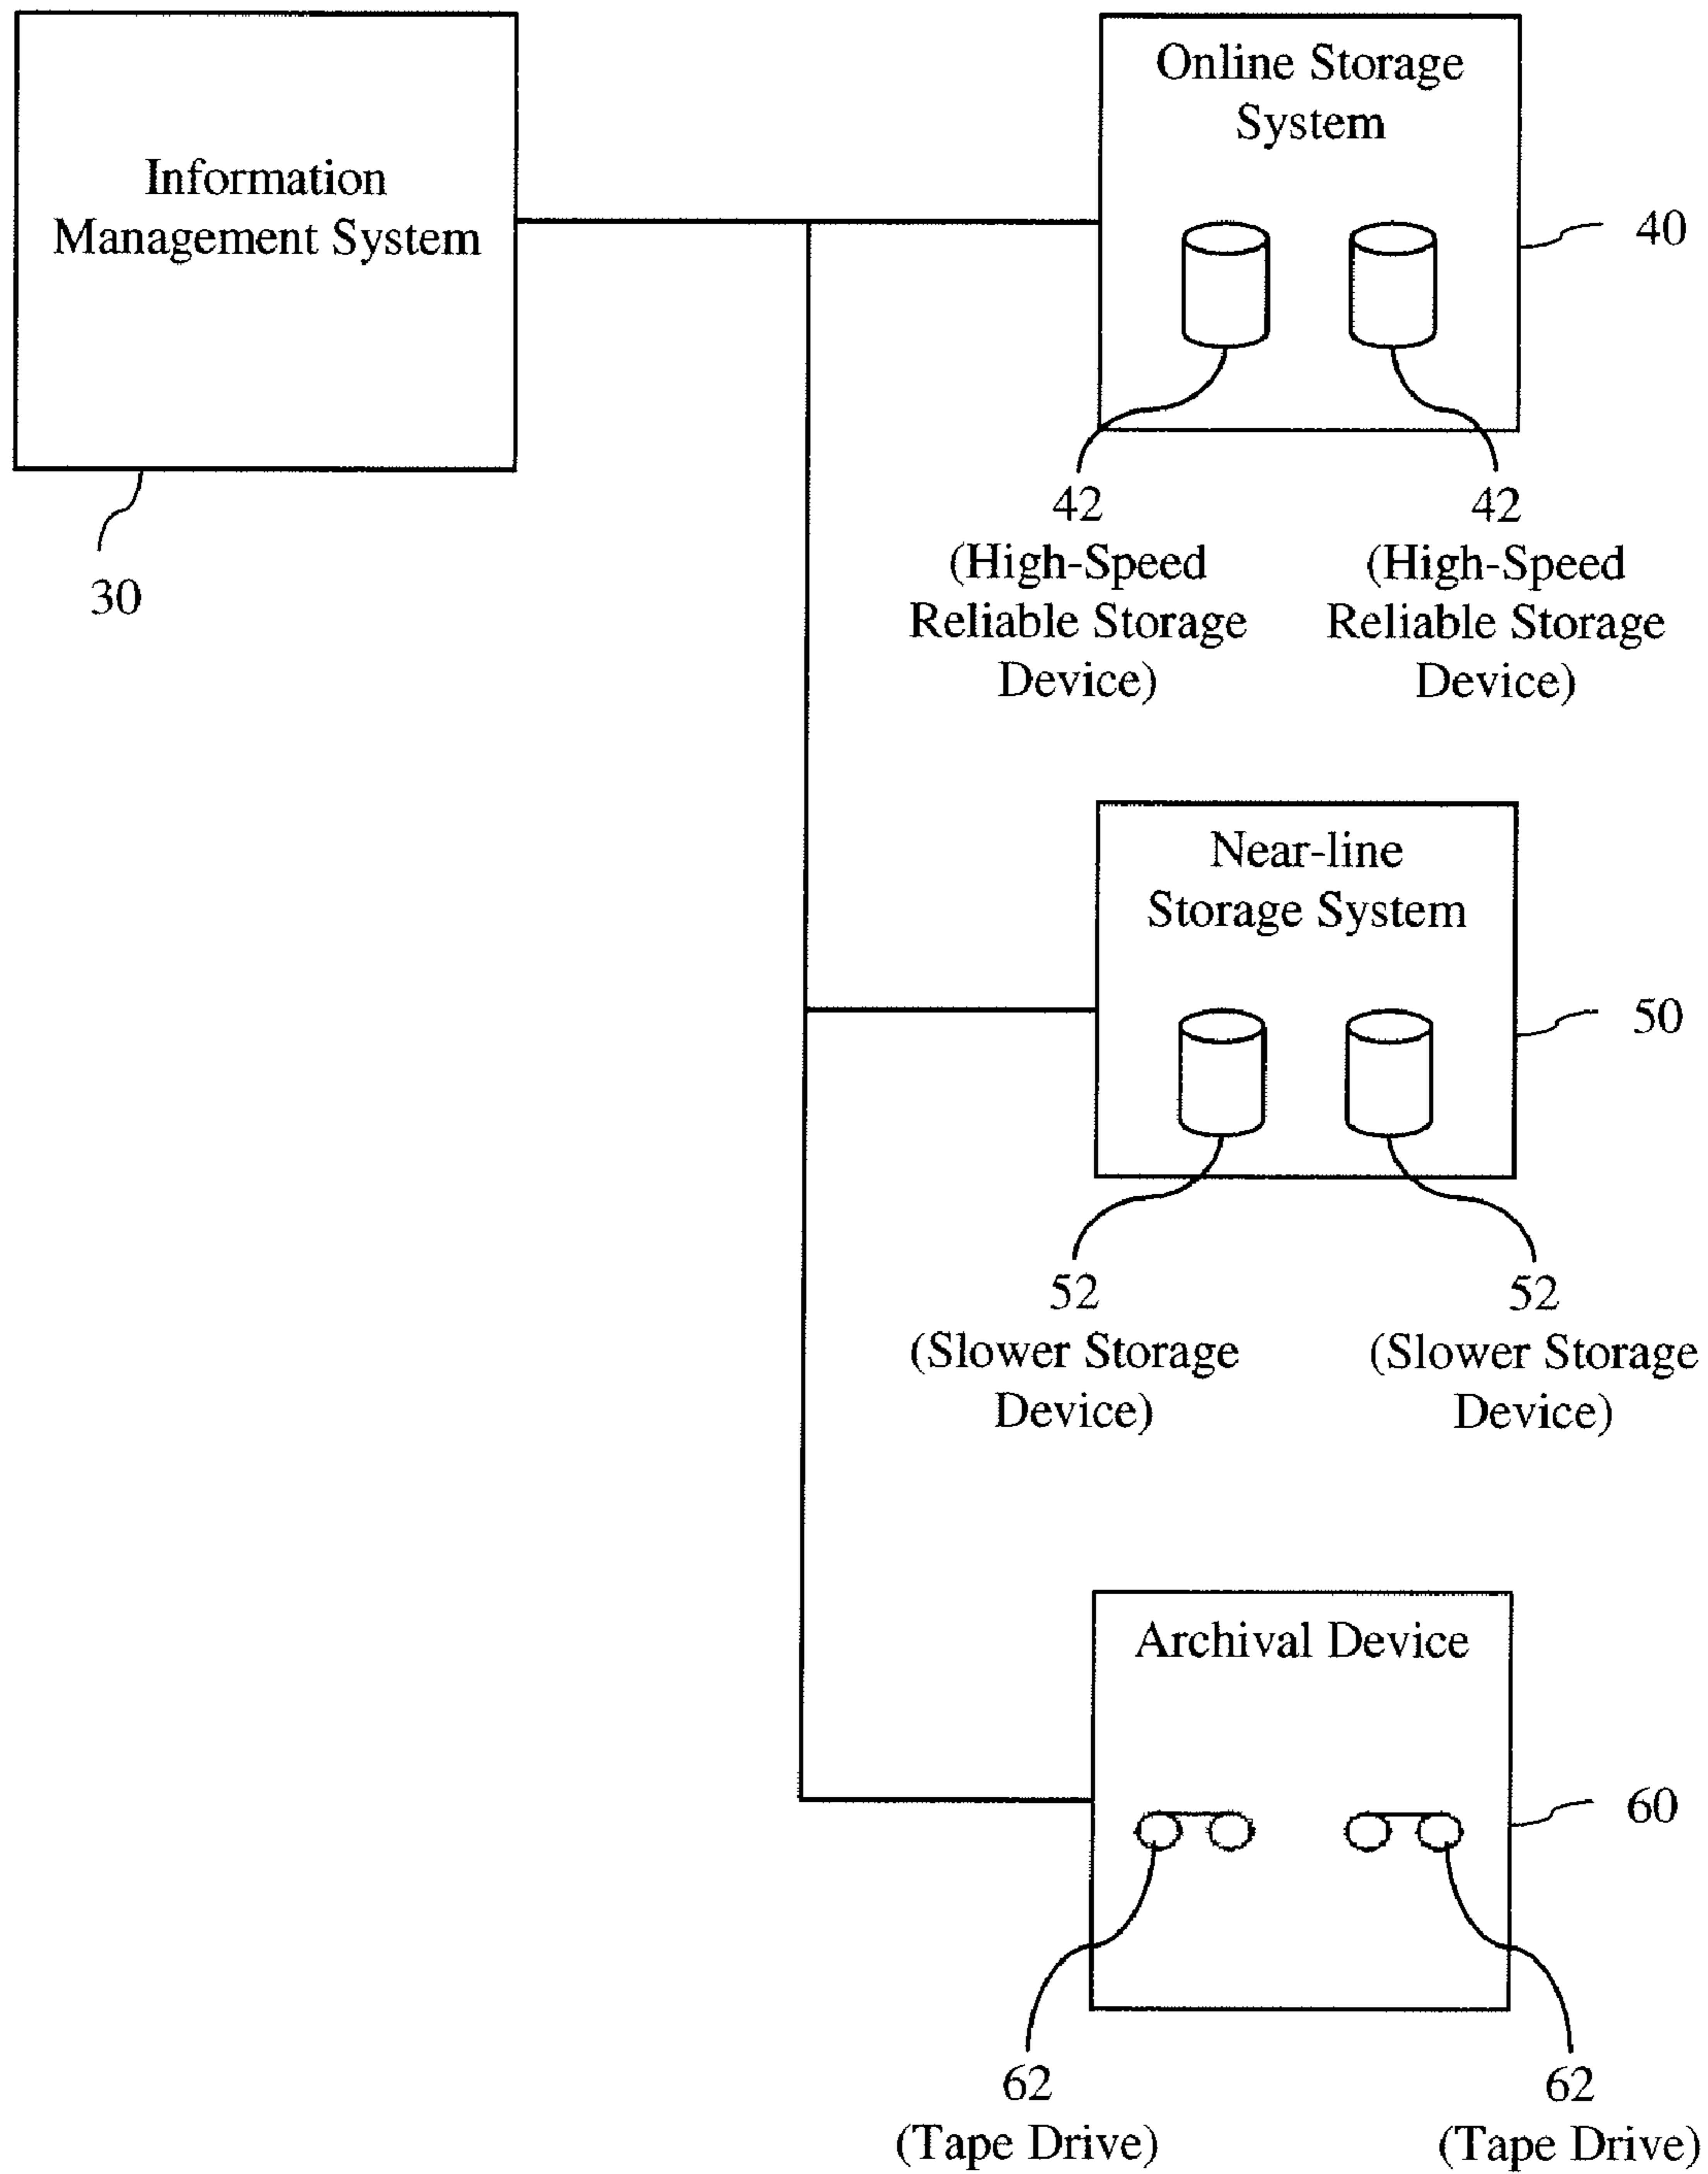 Information
Management System
30
Online Storage
System
40
42
(High-Speed
Reliable Storage
Device)
42
(High-Speed
Reliable Storage
Device)
Near-line
Storage System
50
52
(Slower Storage
Device)
52
(Slower Storage
Device)
Archival Device
60
62
(Tape Drive)
62
(Tape Drive)